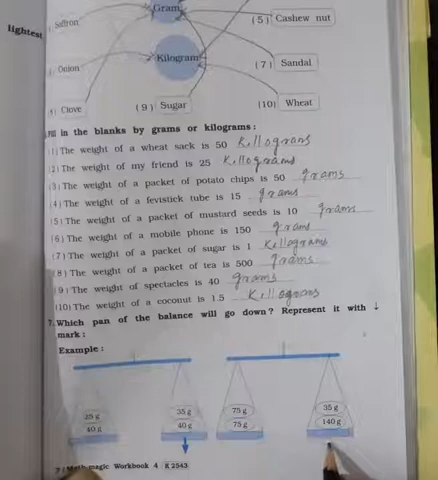 Gram
Saffron
(5) Cashew nut
lightest
Kilogram
Onion
(7) Sandal
Clove
(9) Sugar
(10) Wheat
Fill in the blanks by grams or kilograms :
(1) The weight of a wheat sack is 50 killograns
(2) The weight of my friend is 25 killograms
(3) The weight of a packet of potato chips is 50 grams
(4) The weight of a fevistick tube is 15 grams
(5) The weight of a packet of mustard seeds is 10 grams
(6) The weight of a mobile phone is 150 grams
(7) The weight of a packet of sugar is 1 killograms
(8) The weight of a packet of tea is 500 grams
(9) The weight of spectacles is 40 grams
(10) The weight of a coconut is 1.5 killograms
7. Which pan of the balance will go down? Represent it with ↓
mark :
Example :
25 g
40 g
35 g
40 g
75 g
75 g
35 g
140 g
Math-magic Workbook 4 K 2543